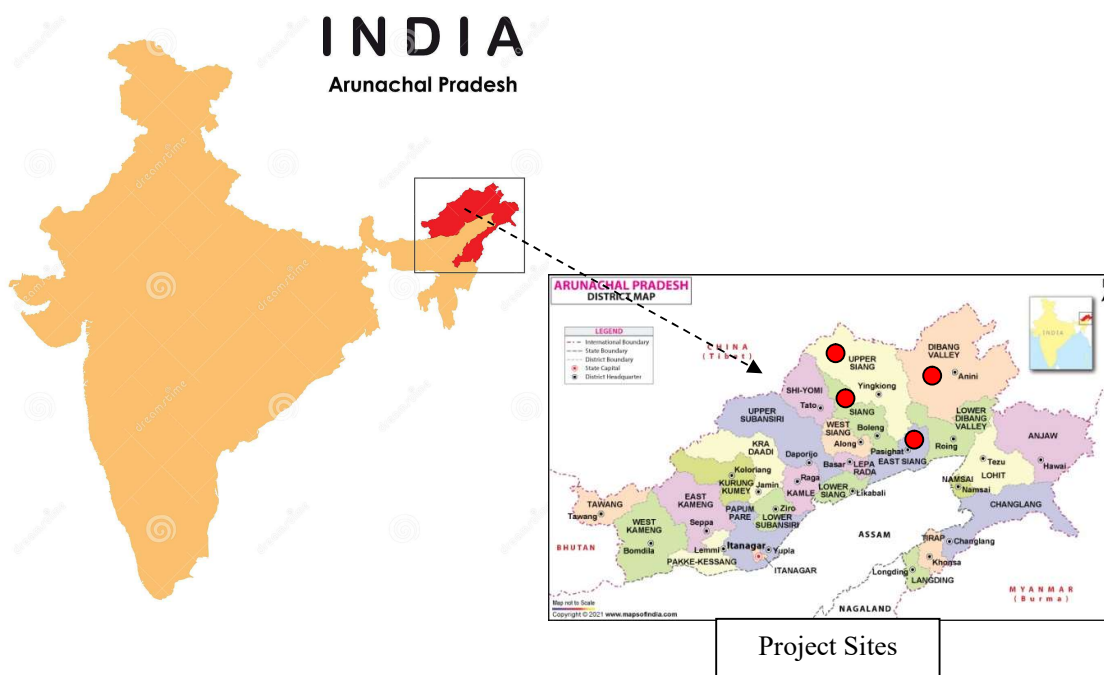 INDIA
Arunachal Pradesh
dreamstime
ARUNACHAL PRADESH
DISTRICT MAP
LEGEND
International Boundary
State Boundary
District Boundary
State Capital
District Headquarter
INDIA
CHINA
(Tibet)
DIBANG
VALLEY
Anini
UPPER
SIANG
Yingkiong
SHI-YOMI
Tato
SIANG
UPPER
SUBANSIRI
WEST
SIANG
Boleng
Along
LOWER
DIBANG
VALLEY
Roing
ANJAW
Hawai
KRA
DAADI
Daporijo
Pasighat
EAST SIANG
Basar
LEPA
RADA
Tezu
LOHIT
Koloriang
KURUNG
KUMEY
Jamin
Raga
KAMLE
LOWER
SIANG
Likabali
NAMSAI
Namsai
CHANGLANG
TAWANG
Tawang
EAST
KAMENG
Seppa
PAPUM
PARE
Ziro
LOWER
SUBANSIRI
WEST
KAMENG
Bomdila
Lemmi
Itanagar
Yupia
ASSAM
TIRAP
Changlang
BHUTAN
PAKKE-KESSANG
ITANAGAR
Khonsa
Longding
LANGDING
MYANMAR
(Burma)
NAGALAND
Map not to Scale
Copyright © 2021 www.mapsofindia.com
Project Sites